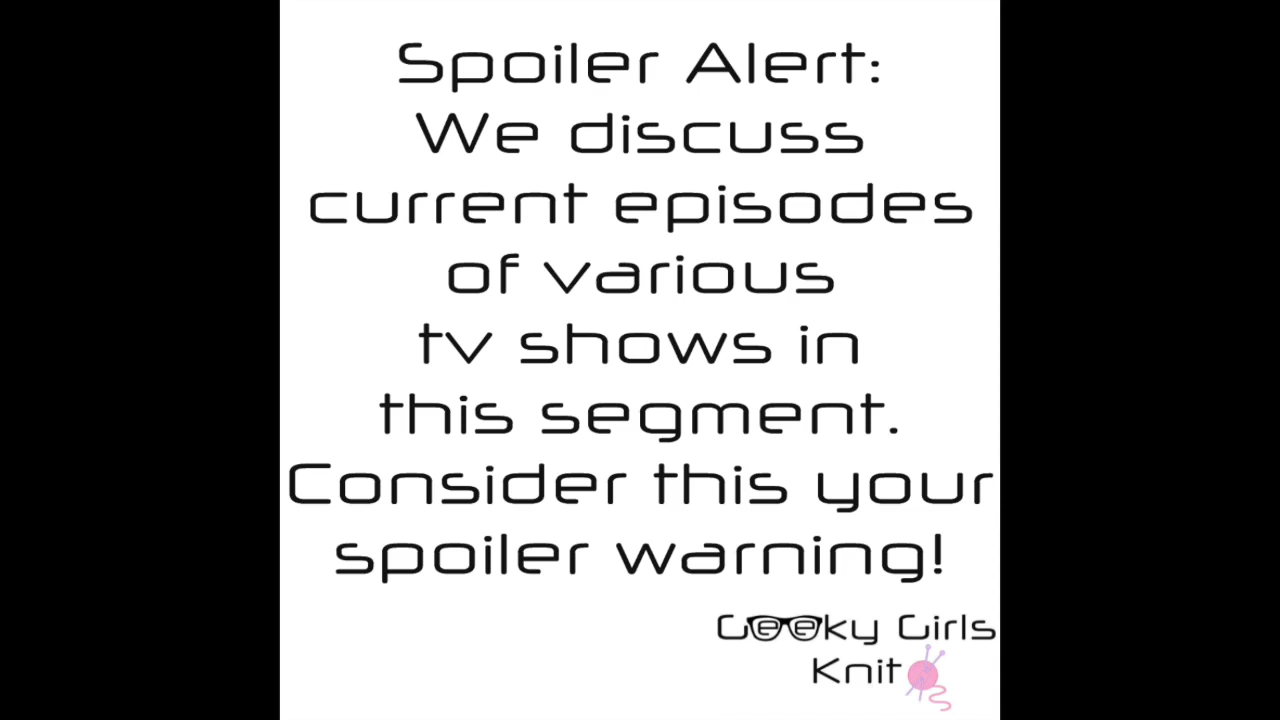 Spoiler Alert:
We discuss
current episodes
of various
tv shows in
this segment.
Consider this your
spoiler warning!
Geeky Girls
Knit